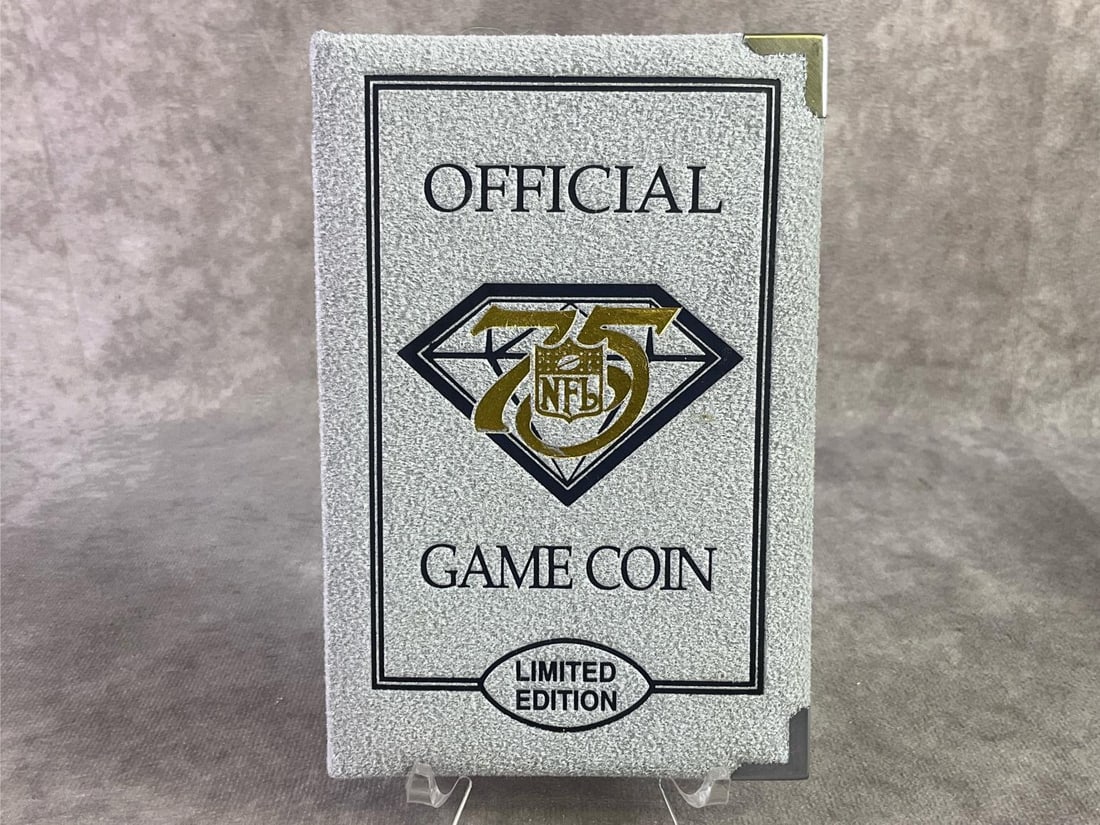 OFFICIAL
75
NFL
GAME COIN
LIMITED
EDITION